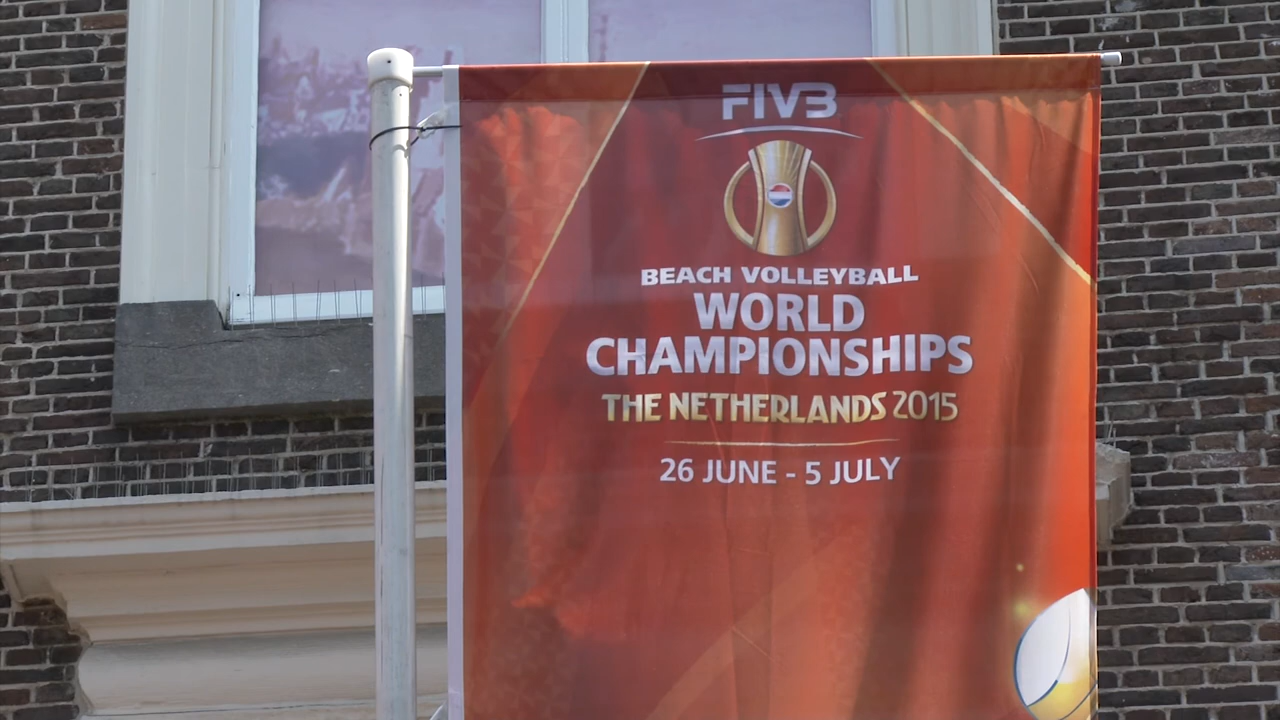 FIVB
BEACH VOLLEYBALL
WORLD
CHAMPIONSHIPS
THE NETHERLANDS 2015
26 JUNE - 5 JULY